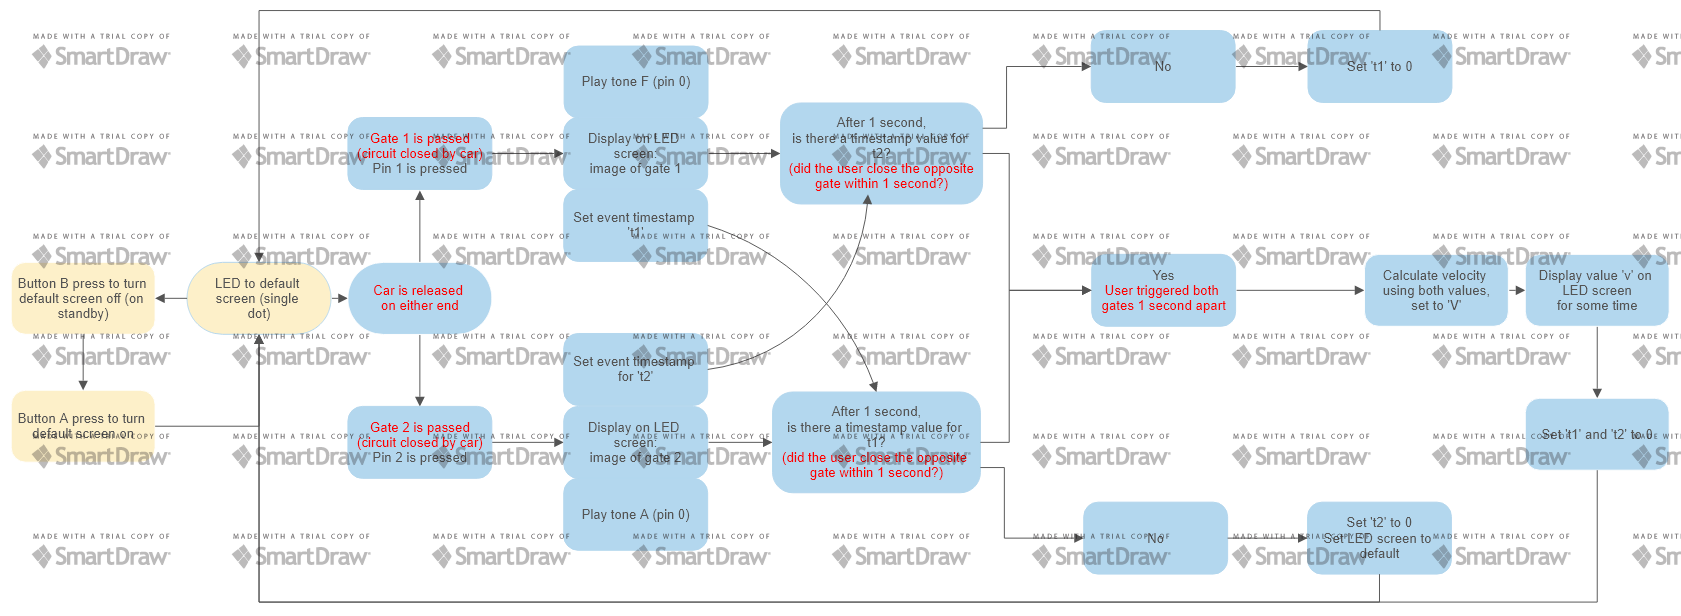 MADE WITH A TRIAL COPY OF
SmartDraw
Play tone F (pin 0)
No
Set 't1' to 0
Gate 1 is passed
(circuit closed by car)
Pin 1 is pressed
Display on LED
screen:
image of gate 1
After 1 second,
is there a timestamp value for
t2?
(did the user close the opposite
gate within 1 second?)
Set event timestamp
't1'
Button B press to turn
default screen off (on
standby)
LED to default
screen (single
dot)
Car is released
on either end
Yes
User triggered both
gates 1 second apart
Calculate velocity
using both values,
set to 'V'
Display value 'v' on
LED screen
for some time
Set event timestamp
for 't2'
Button A press to turn
default screen on
Gate 2 is passed
(circuit closed by car)
Pin 2 is pressed
Display on LED
screen:
image of gate 2
After 1 second,
is there a timestamp value for
t1?
(did the user close the opposite
gate within 1 second?)
Set 't1' and 't2' to 0
Play tone A (pin 0)
No
Set 't2' to 0
Set LED screen to
default